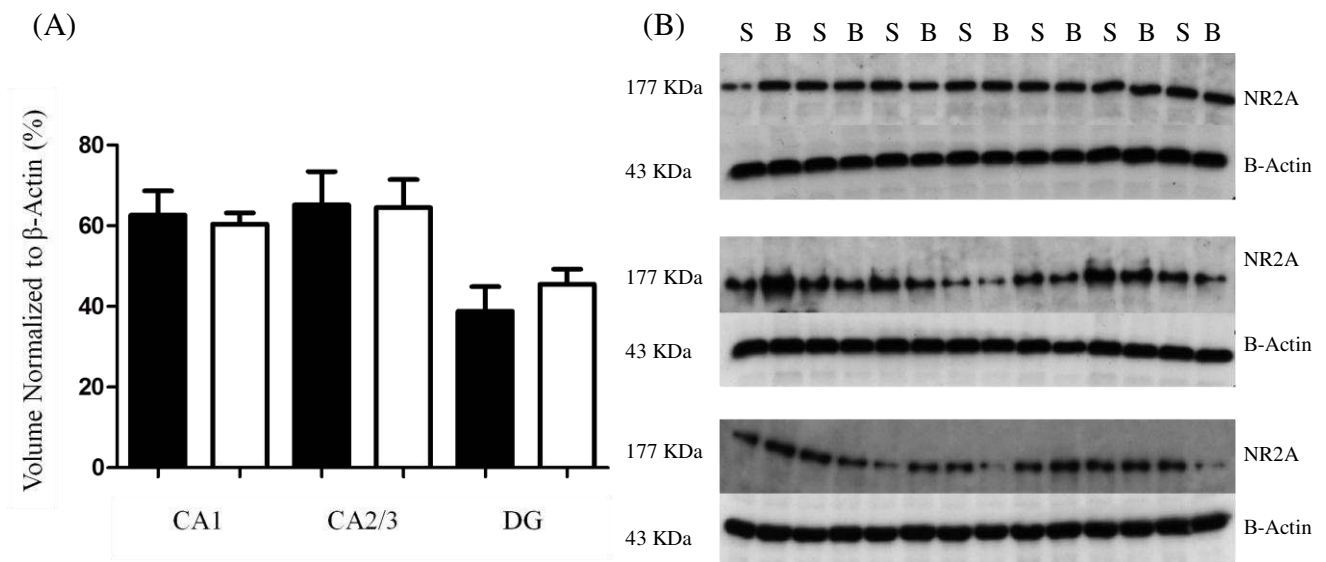 (A)
Volume Normalized to β-Actin (%)
80
60
40
20
0
CA1 CA2/3 DG
(B)
S B S B S B S B S B S B S B
177 KDa
NR2A
43 KDa
B-Actin
177 KDa
NR2A
43 KDa
B-Actin
177 KDa
NR2A
43 KDa
B-Actin